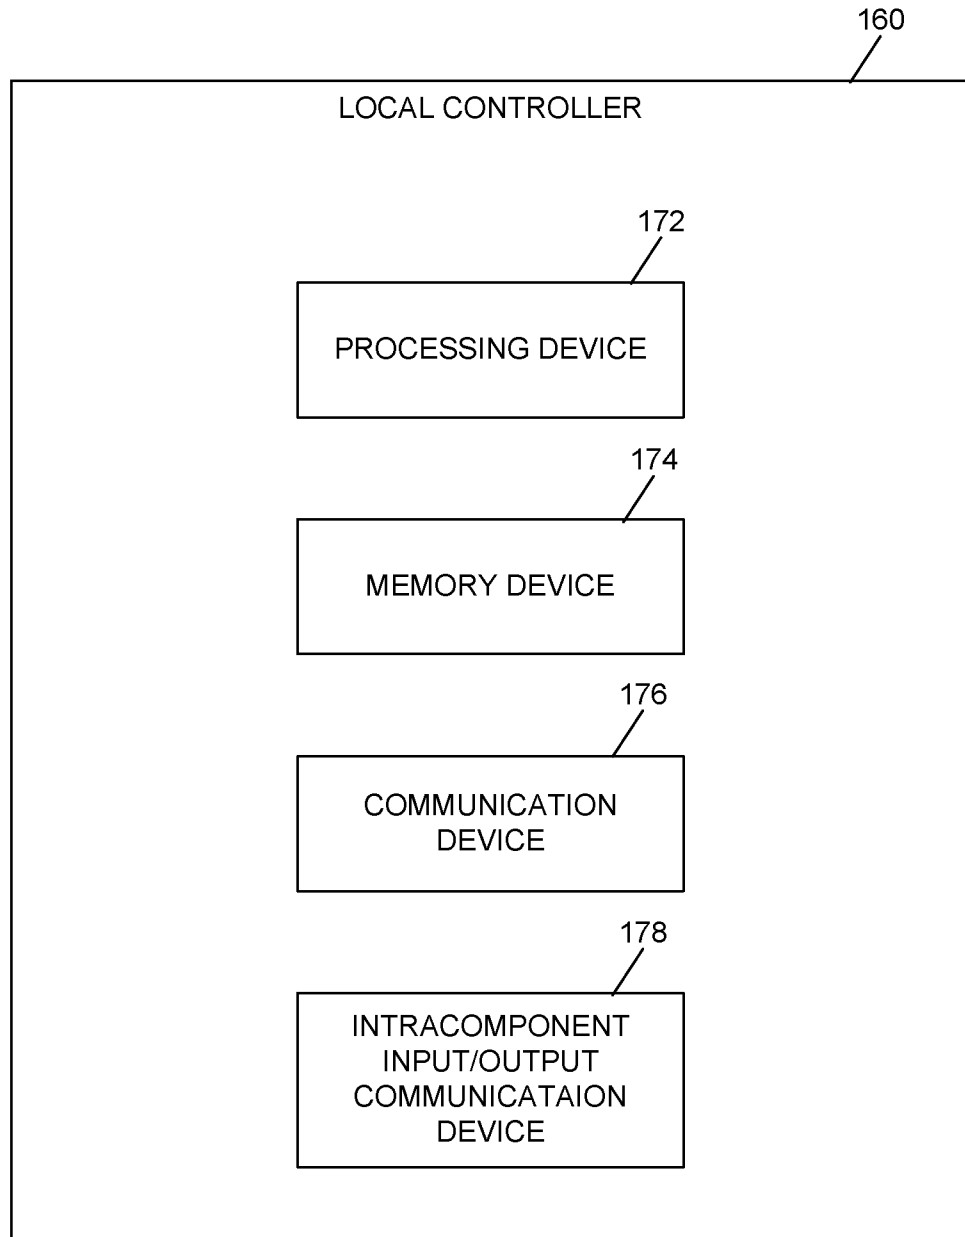 160
LOCAL CONTROLLER
172
PROCESSING DEVICE
174
MEMORY DEVICE
176
COMMUNICATION
DEVICE
178
INTRACOMPONENT
INPUT/OUTPUT
COMMUNICATAION
DEVICE